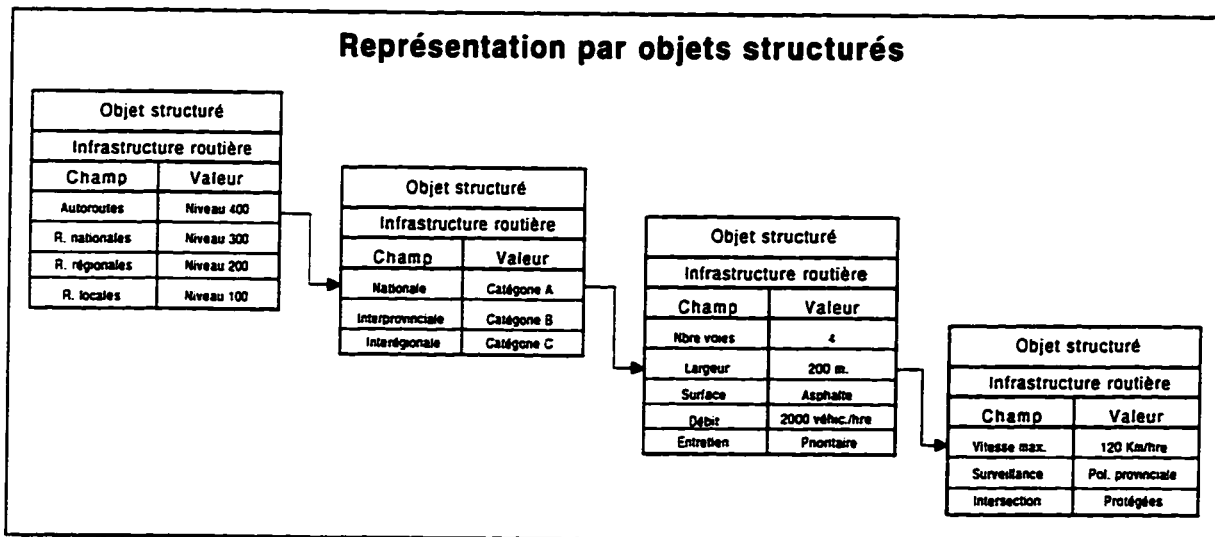 Représentation par objets structurés
Objet structuré
Infrastructure routière
Champ Valeur
Autoroutes Niveau 400
R. nationales Niveau 300
R. régionales Niveau 200
R. locales Niveau 100
Objet structuré
Infrastructure routière
Champ Valeur
Nationale Catégorie A
Interprovinciale Catégorie B
Interégionale Catégorie C
Objet structuré
Infrastructure routière
Champ Valeur
Nbre voies 4
Largeur 200 m.
Surface Asphalte
Débit 2000 véhic./hre
Entretien Prioritaire
Objet structuré
Infrastructure routière
Champ Valeur
Vitesse max. 120 Km/hre
Surveillance Pol. provinciale
Intersection Protégées